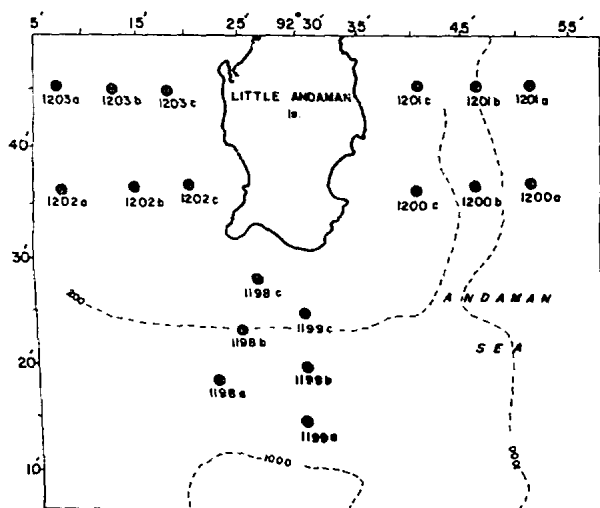 5′ 15′ 25′ 92° 30′ 35′ 45′ 55′
1203a 1203b 1203c LITTLE ANDAMAN 1201c 1201b 1201a
Is.
40′
1202a 1202b 1202c 1200c 1200b 1200a
30′
1198c
200 ANDAMAN
1199c
1198b
20′ SEA
1199b
1198a
1199a
10′ 1000